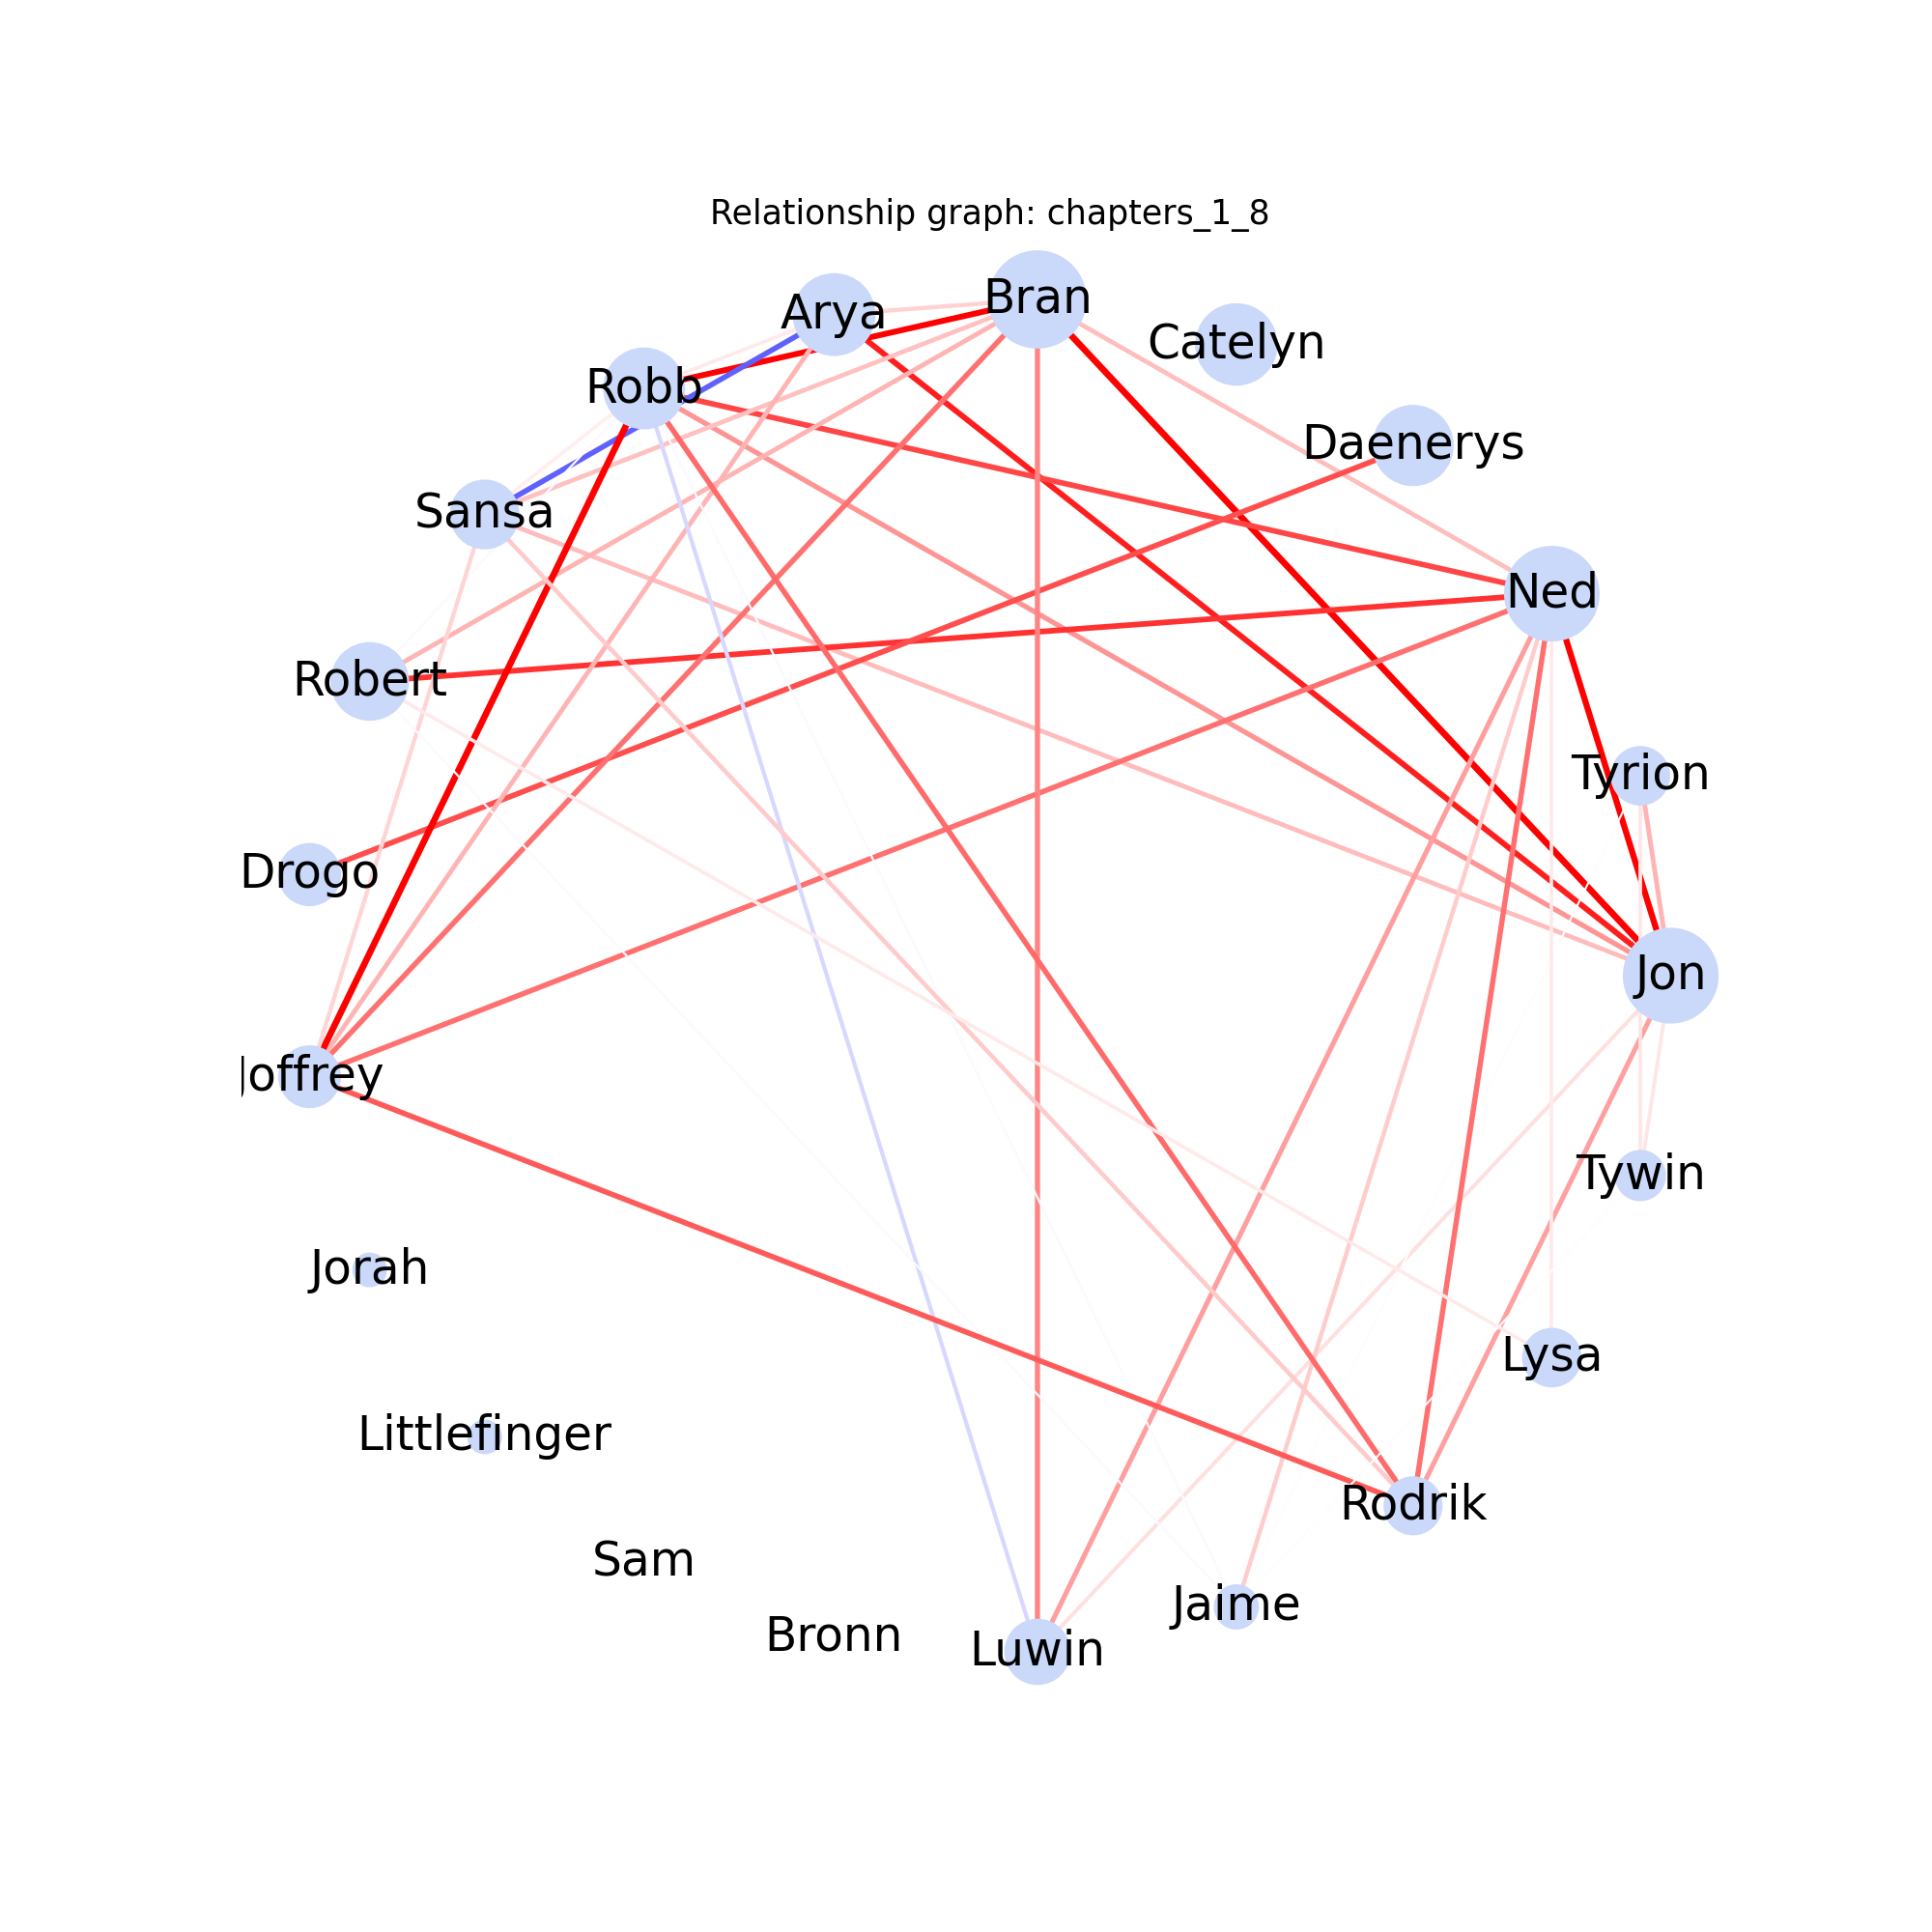 Relationship graph: chapters_1_8
Bran
Arya
Catelyn
Robb
Daenerys
Sansa
Ned
Robert
Tyrion
Drogo
Jon
Joffrey
Tywin
Jorah
Lysa
Littlefinger
Rodrik
Sam
Jaime
Bronn
Luwin